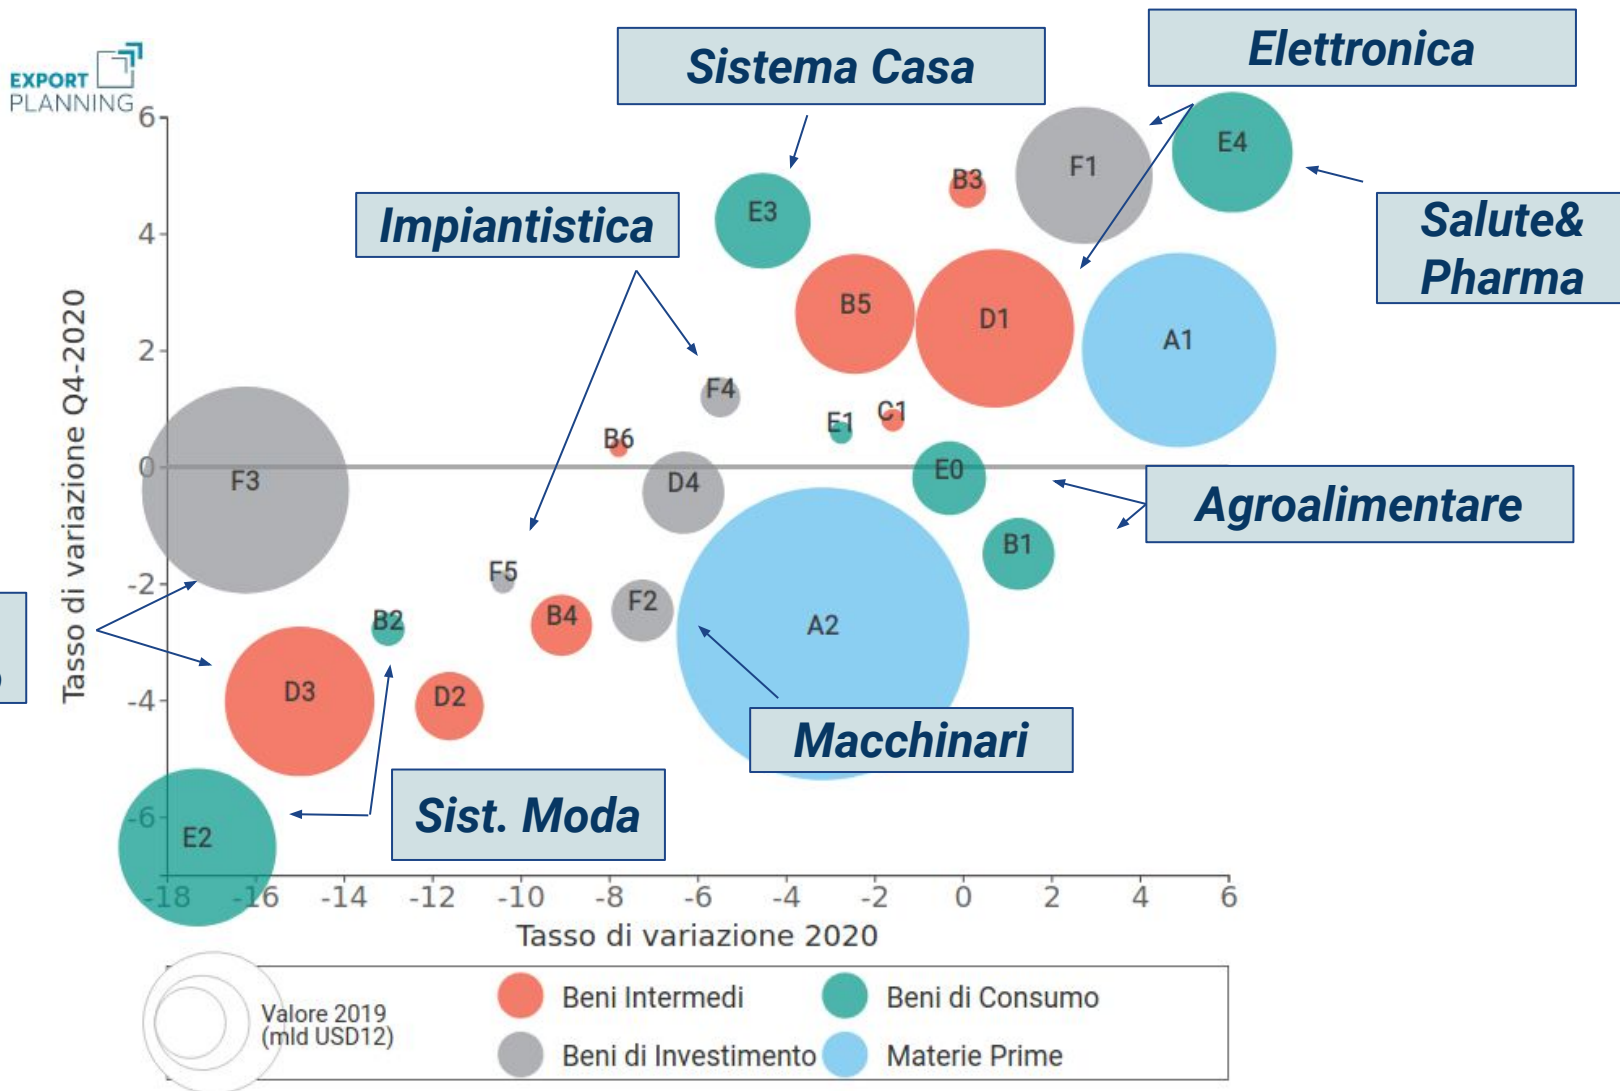 EXPORT
PLANNING
Sistema Casa
Elettronica
Salute&
Pharma
Impiantistica
Agroalimentare
Macchinari
Sist. Moda
Tasso di variazione Q4-2020
6
4
2
0
-2
-4
-6
E4
F1
B3
E3
B5
D1
A1
F4
E1
C1
B6
F3
D4
E0
B1
F5
B2
B4
F2
A2
D3
D2
E2
-18
-16
-14
-12
-10
-8
-6
-4
-2
0
2
4
6
Tasso di variazione 2020
Valore 2019
(mld USD12)
Beni Intermedi
Beni di Consumo
Beni di Investimento
Materie Prime